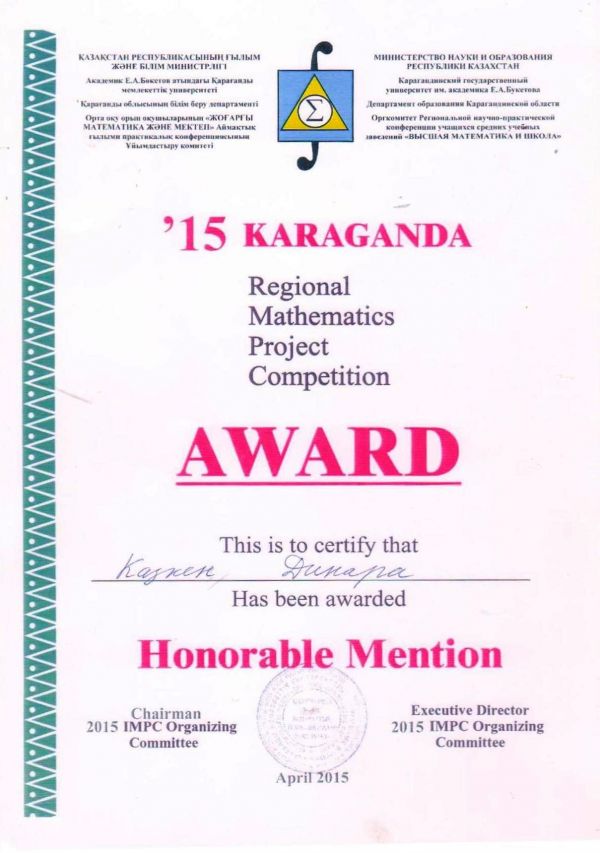 ҚАЗАҚСТАН РЕСПУБЛИКАСЫНЫҢ ҒЫЛЫМ
ЖӘНЕ БІЛІМ МИНИСТРЛІГІ
Академик Е.А.Бөкетов атындағы Қарағанды
мемлекеттік университеті
Қарағанды облысының білім беру департаменті
Орта оқу орын оқушыларының «ЖОҒАРҒЫ
МАТЕМАТИКА ЖӘНЕ МЕКТЕП» Аймақтық
ғылыми практикалық конференциясының
Ұйымдастыру комитеті
Σ
МИНИСТЕРСТВО НАУКИ И ОБРАЗОВАНИЯ
РЕСПУБЛИКИ КАЗАХСТАН
Карагандинский государственный
университет им. академика Е.А.Букетова
Департамент образования Карагандинской области
Оргкомитет Региональной научно-практической
конференции учащихся средних учебных
заведений «ВЫСШАЯ МАТЕМАТИКА И ШКОЛА»
’15 KARAGANDA
Regional
Mathematics
Project
Competition
AWARD
This is to certify that
Казкен Динара
Has been awarded
Honorable Mention
Chairman
2015 IMPC Organizing
Committee
Executive Director
2015 IMPC Organizing
Committee
April 2015